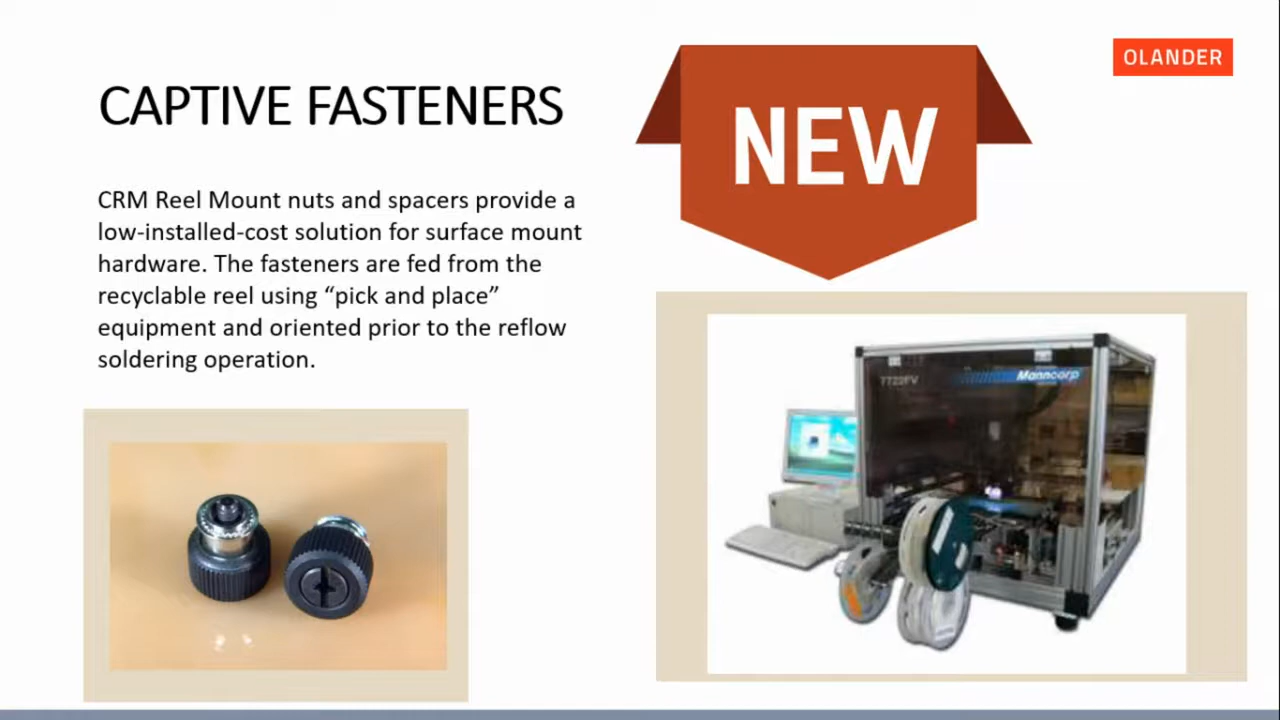 OLANDER
CAPTIVE FASTENERS
NEW
CRM Reel Mount nuts and spacers provide a
low-installed-cost solution for surface mount
hardware. The fasteners are fed from the
recyclable reel using “pick and place”
equipment and oriented prior to the reflow
soldering operation.
7722FV
Manncorp